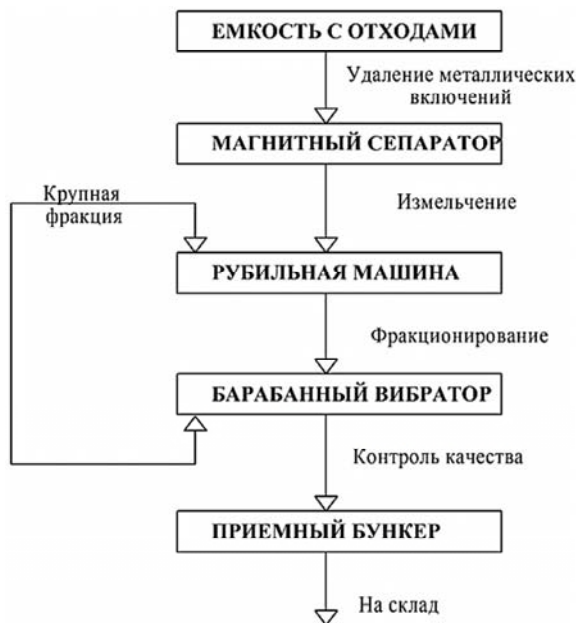 ЕМКОСТЬ С ОТХОДАМИ
Удаление металлических
включений
МАГНИТНЫЙ СЕПАРАТОР
Крупная
фракция
Измельчение
РУБИЛЬНАЯ МАШИНА
Фракционирование
БАРАБАННЫЙ ВИБРАТОР
Контроль качества
ПРИЕМНЫЙ БУНКЕР
На склад